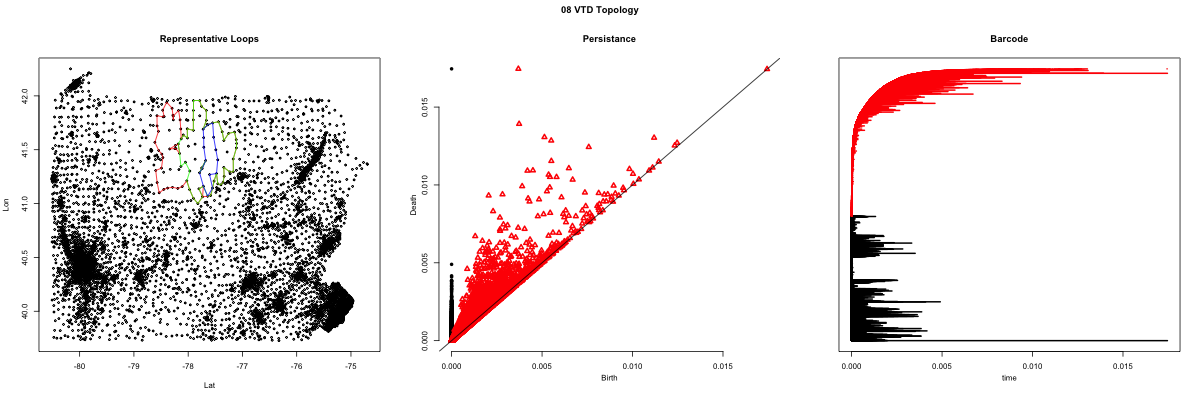 08 VTD Topology
Representative Loops
Lon
42.0
41.5
41.0
40.5
40.0
-80
-79
-78
-77
-76
-75
Lat
Persistance
Death
0.015
0.010
0.005
0.000
0.000
0.005
0.010
0.015
Birth
Barcode
0.000
0.005
0.010
0.015
time